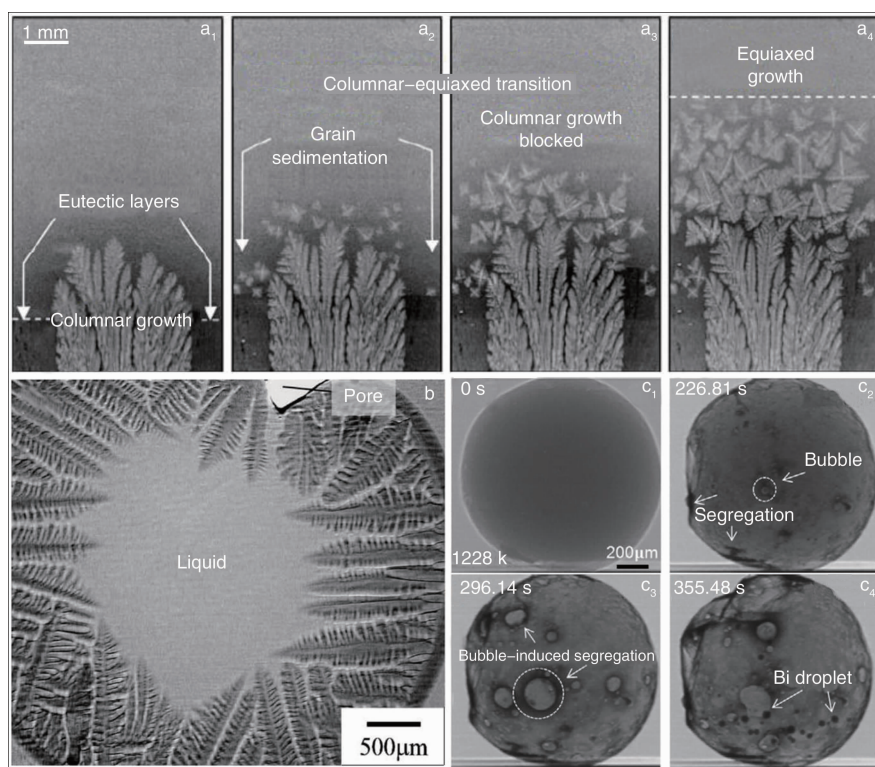 1 mm
a1
a2
a3
a4
Equiaxed
growth
Columnar–equiaxed transition
Columnar growth
blocked
Grain
sedimentation
Eutectic layers
Columnar growth
b
Pore
Liquid
500μm
0 s
c1
1228 k
200μm
226.81 s
c2
Bubble
Segregation
296.14 s
c3
Bubble–induced segregation
355.48 s
c4
Bi droplet